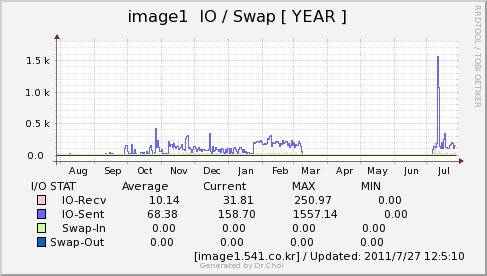 image1 IO / Swap [ YEAR ]
RRDTOOL / TOBI OETIKER
1.5 k
1.0 k
0.5 k
0.0
Aug Sep Oct Nov Dec Jan Feb Mar Apr May Jun Jul
I/O STAT Average Current MAX MIN
IO-Recv 10.14 31.81 250.97 0.00
IO-Sent 68.38 158.70 1557.14 0.00
Swap-In 0.00 0.00 0.00 0.00
Swap-Out 0.00 0.00 0.00 0.00
[image1.541.co.kr] / Updated: 2011/7/27 12:5:10
Generated by Dr.Choi